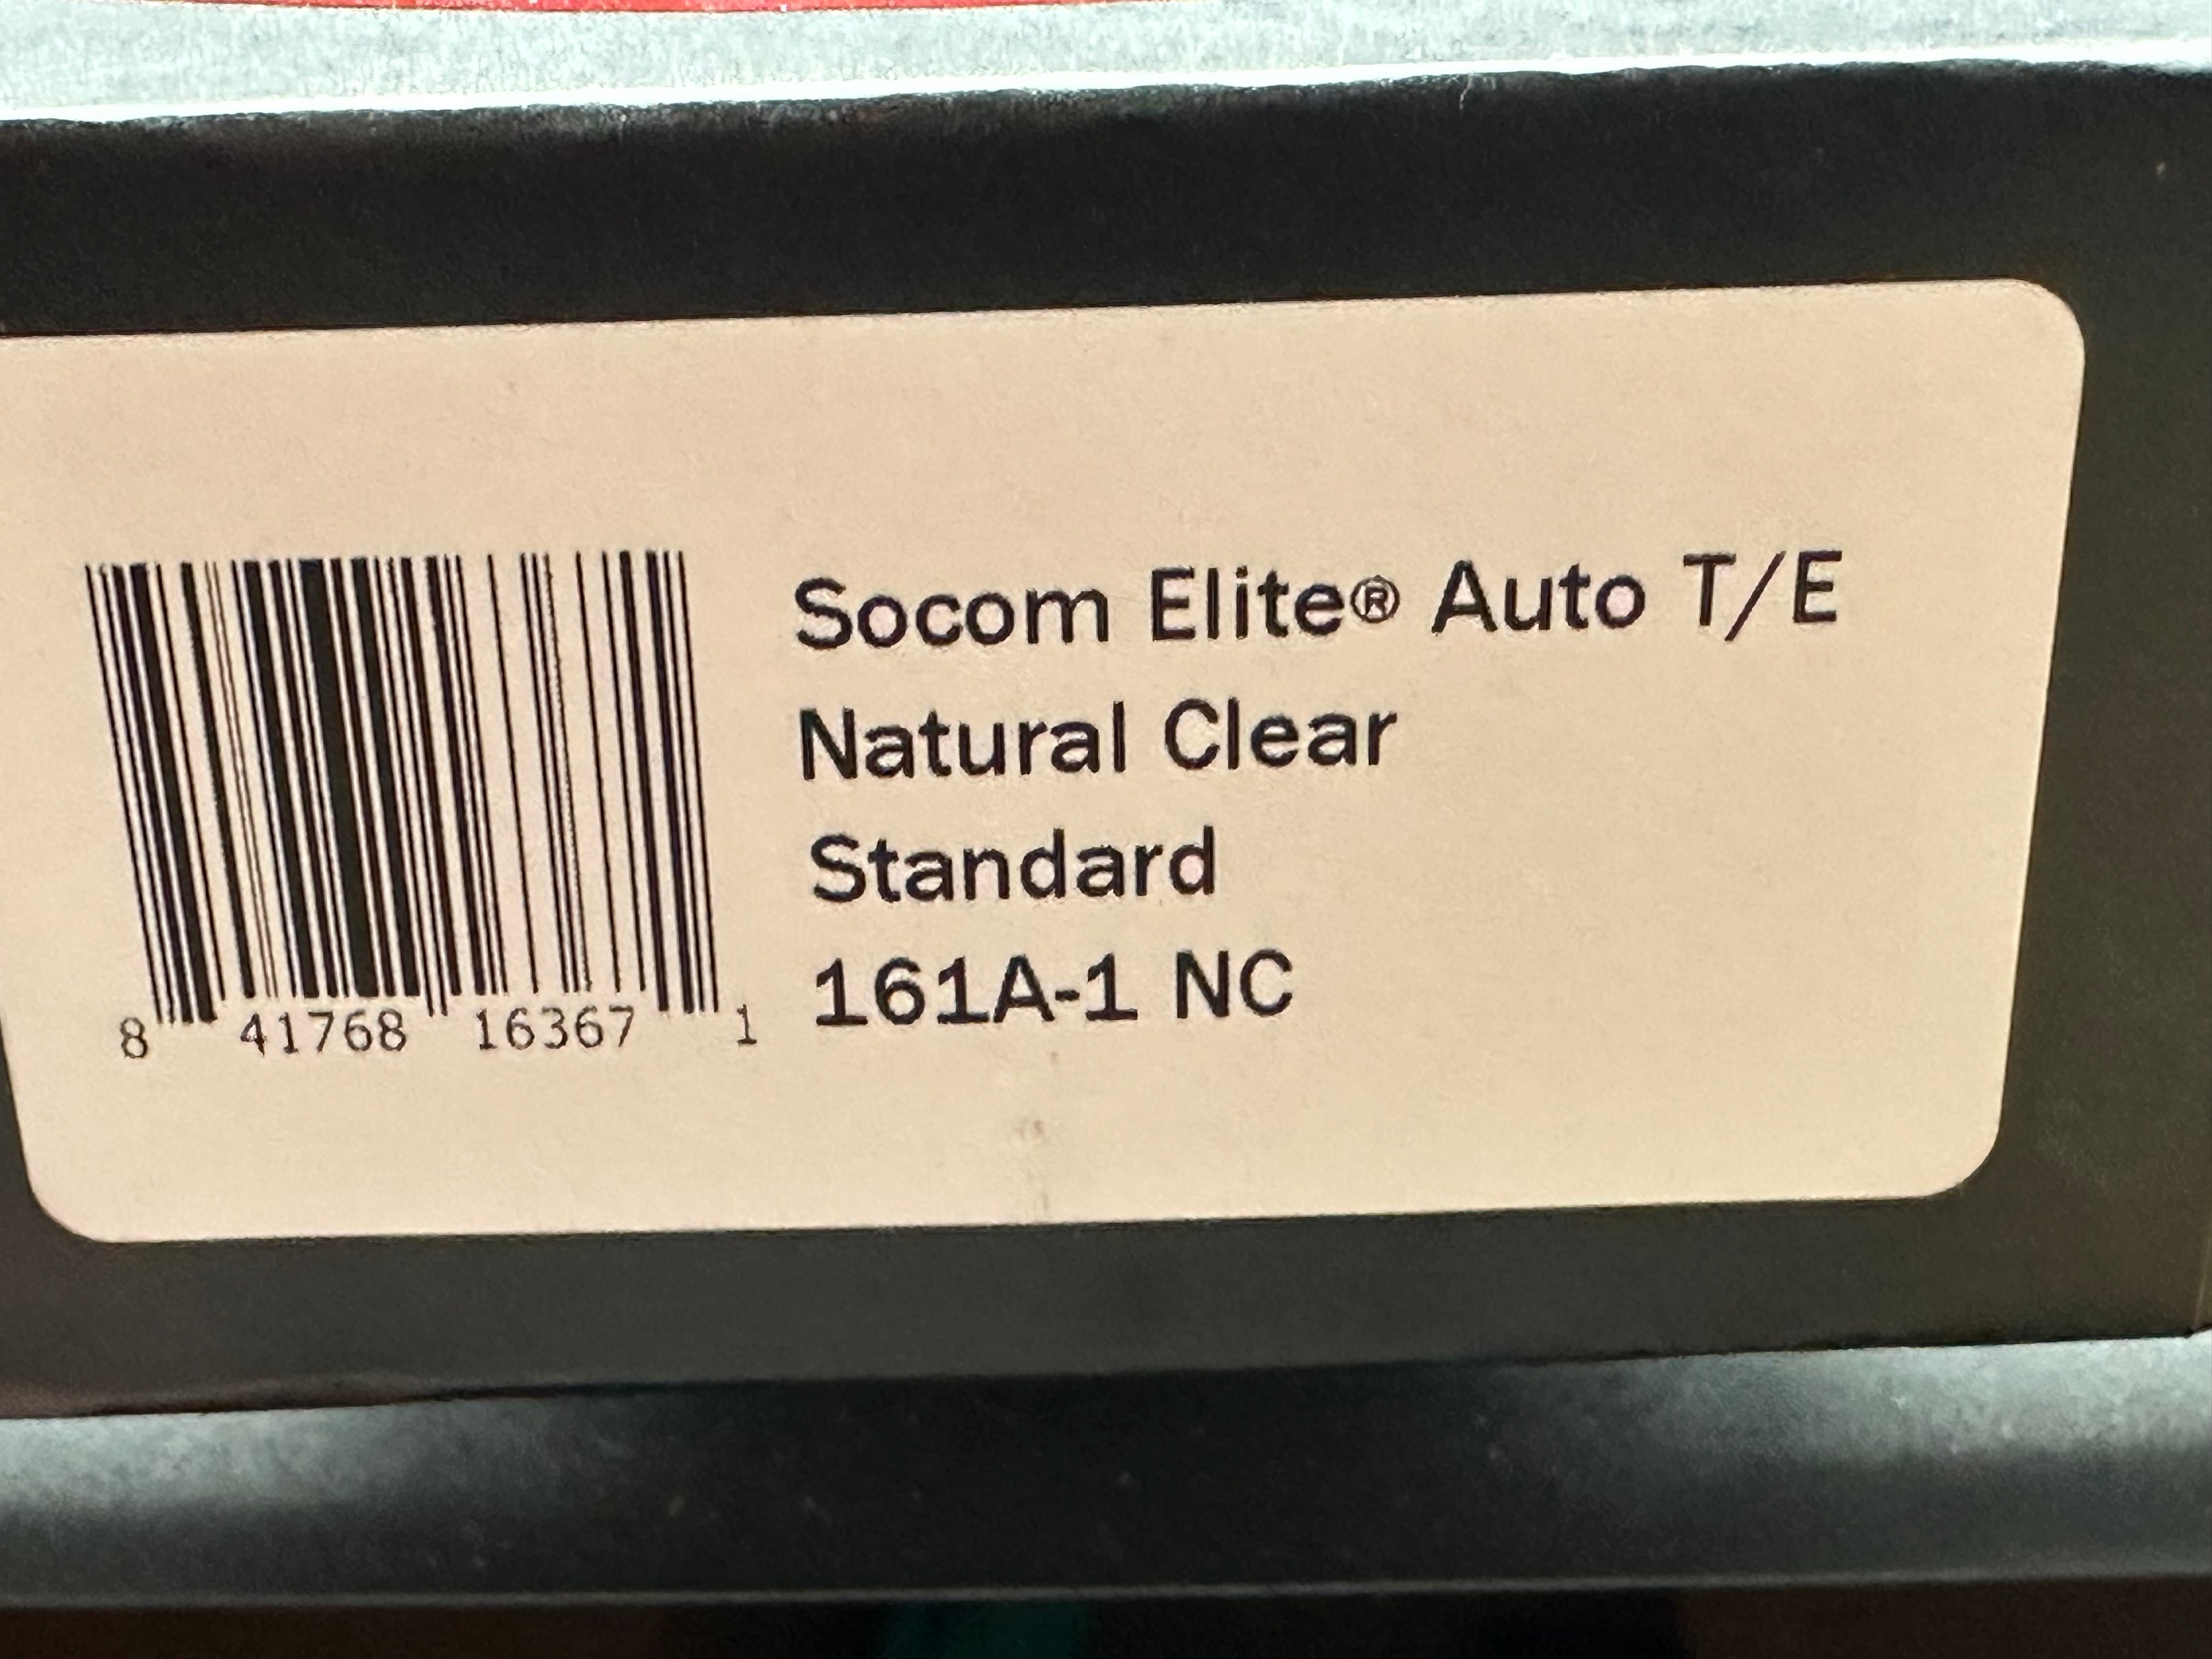 Socom Elite® Auto T/E
Natural Clear
Standard
161A-1 NC
8 41768 16367 1